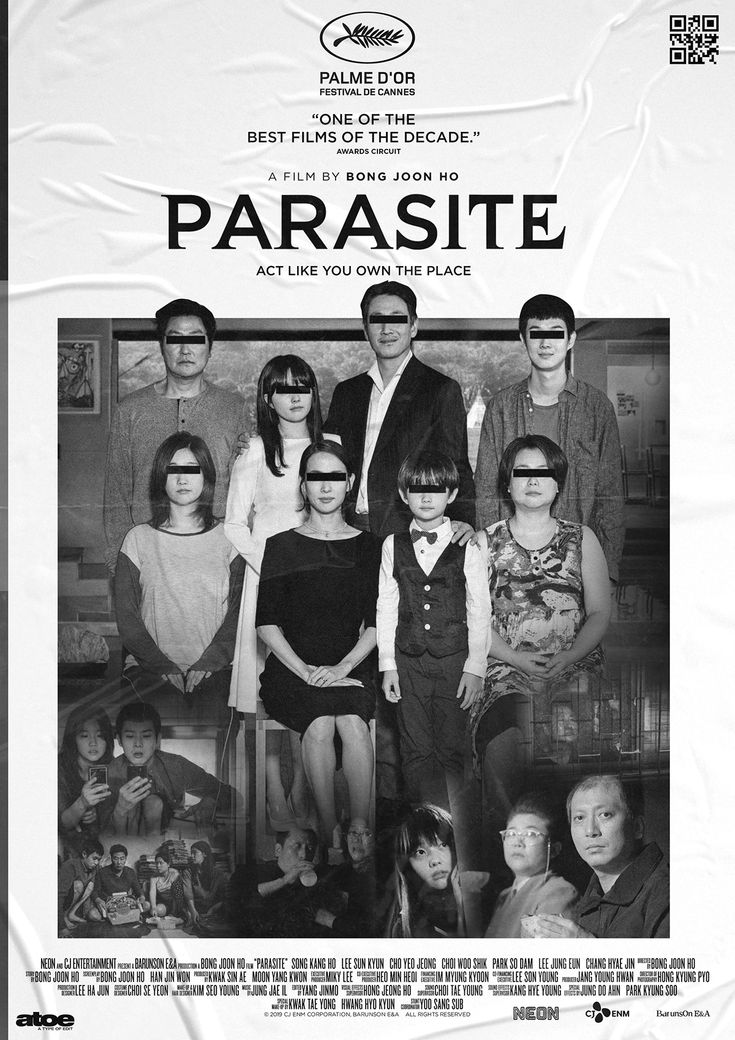 PALME D'OR
FESTIVAL DE CANNES
“ONE OF THE
BEST FILMS OF THE DECADE.”
AWARDS CIRCUIT
A FILM BY BONG JOON HO
PARASITE
ACT LIKE YOU OWN THE PLACE
NEON AND CJ ENTERTAINMENT PRESENT A BARUNSON E&A PRODUCTION A BONG JOON HO FILM “PARASITE” SONG KANG HO LEE SUN KYUN CHO YEO JEONG CHOI WOO SHIK PARK SO DAM LEE JUNG EUN CHANG HYAE JIN DIRECTED BY BONG JOON HO
STORY BY BONG JOON HO SCREENPLAY BY BONG JOON HO HAN JIN WON PRODUCED BY KWAK SIN AE MOON YANG KWON EXECUTIVE PRODUCER MIKY LEE CO-EXECUTIVE PRODUCER HEO MIN HEOI FINANCING EXECUTIVE IM MYUNG KYOON CO-FINANCING EXECUTIVE LEE SON YOUNG PRODUCER JANG YOUNG HWAN DIRECTOR OF PHOTOGRAPHY HONG KYUNG PYO
PRODUCTION DESIGNER LEE HA JUN COSTUME DESIGNER CHOI SE YEON MAKE-UP & HAIR DESIGNER KIM SEO YOUNG MUSIC BY JUNG JAE IL EDITED BY YANG JINMO VISUAL EFFECTS SUPERVISOR HONG JEONG HO SOUND SUPERVISOR CHOI TAE YOUNG SOUND SUPERVISOR KANG HYE YOUNG SPECIAL EFFECTS BY JUNG DO AHN PARK KYUNG SOO
SPECIAL MAKE-UP BY KWAK TAE YONG HWANG HYO KYUN STUNT COORDINATOR YOO SANG SUB
© 2019 CJ ENM CORPORATION, BARUNSON E&A ALL RIGHTS RESERVED
NEON CJ ENM BarunsOn E&A
atoe
A TYPE OF EDIT